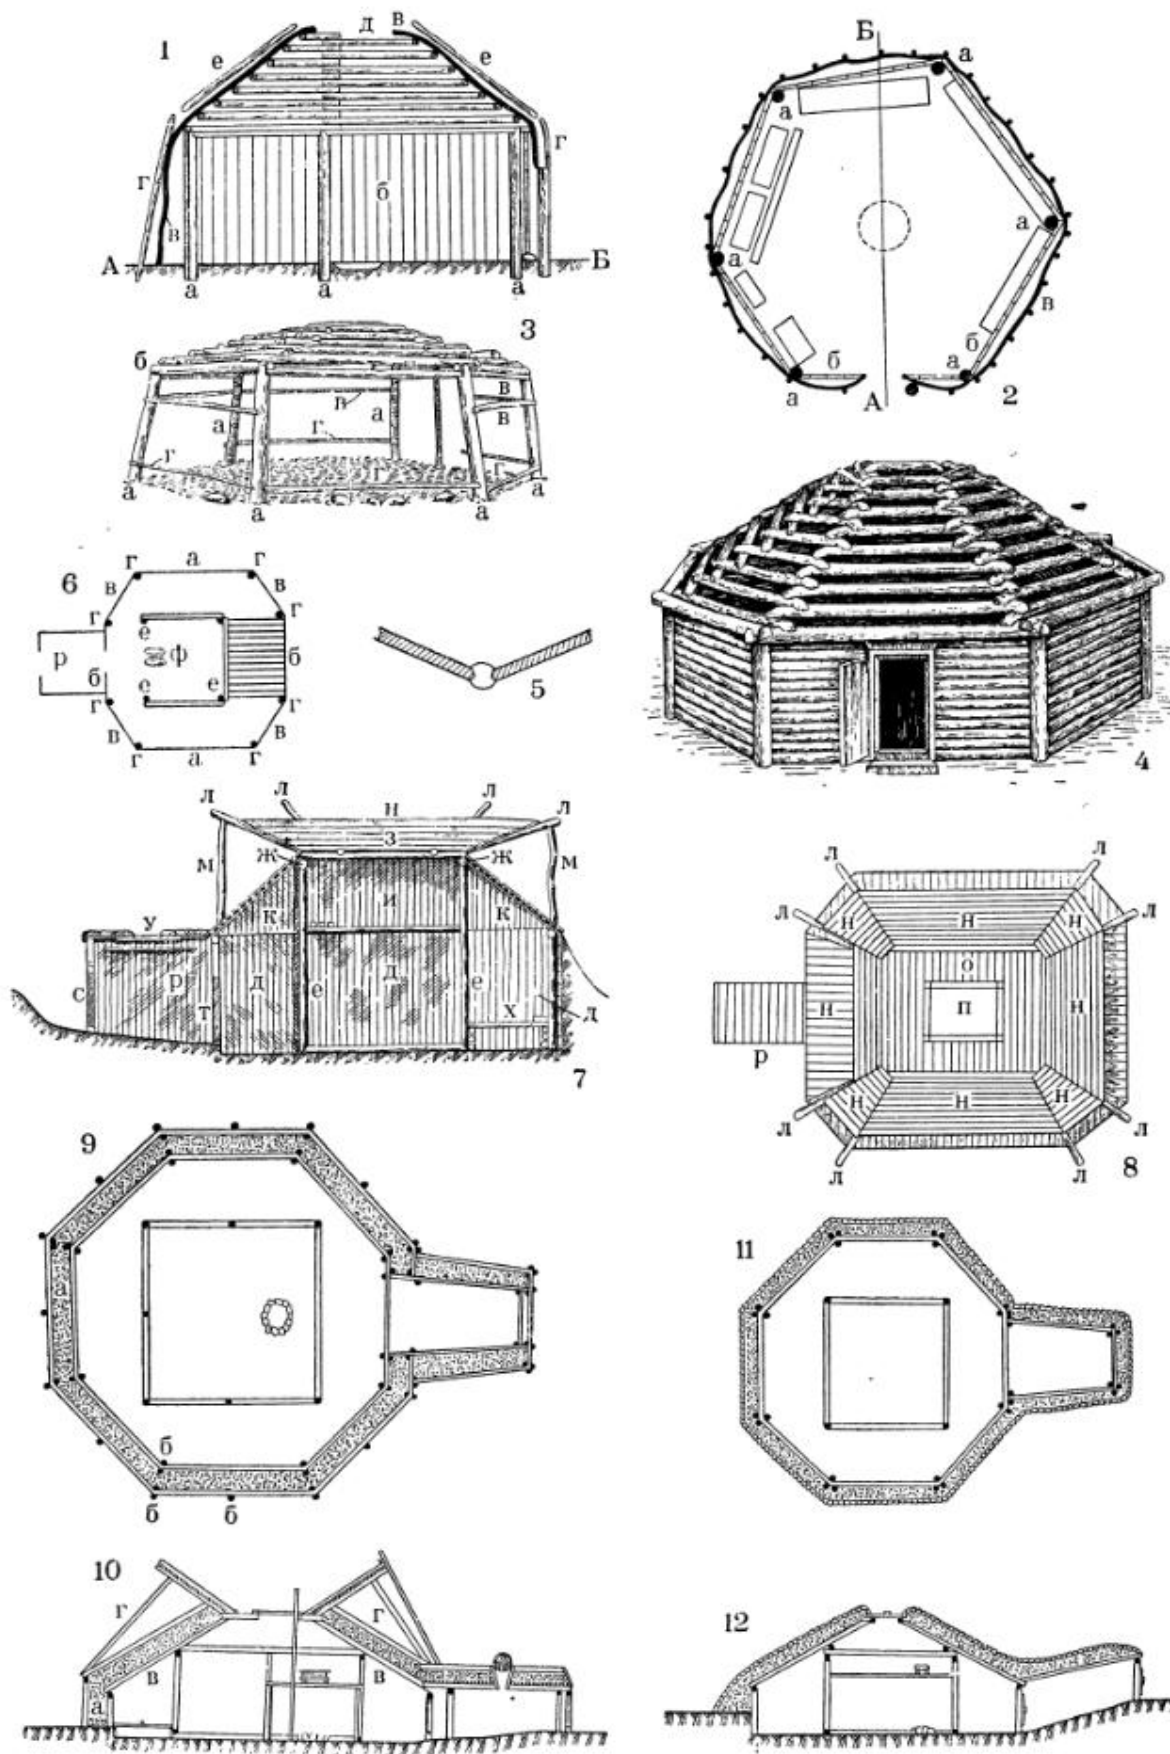 1
д
в
е
е
г
г
б
в
А
Б
а
а
а
Б
а
а
а
а
в
б
а
б
а
А
2
3
б
в
в
в
а
а
г
г
г
г
а
а
а
а
4
5
6
г
а
г
в
в
г
г
е
р
ф
б
б
е
е
г
г
в
в
г
а
г
л
л
н
л
л
з
м
ж
ж
м
к
и
к
у
с
р
т
д
е
д
е
х
д
7
л
л
л
л
н
н
н
о
н
п
н
р
н
н
н
л
л
л
л
8
9
а
б
б
б
10
г
г
в
в
а
11
12